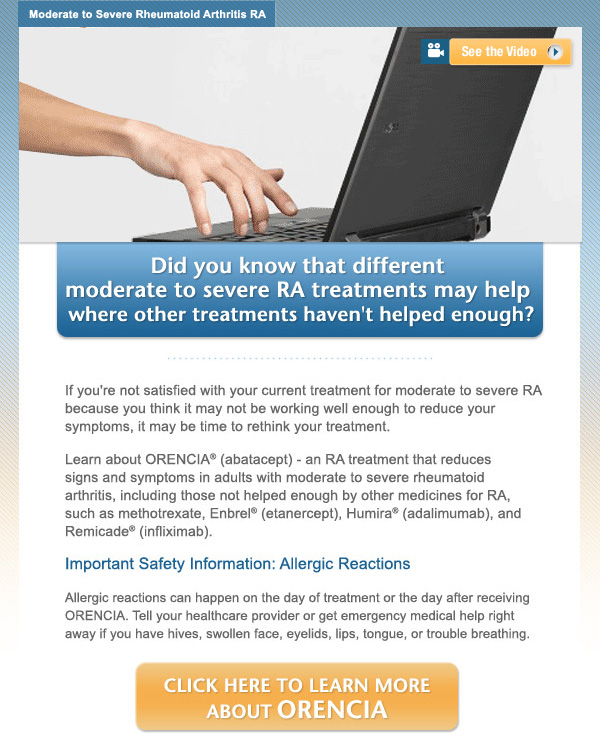 Moderate to Severe Rheumatoid Arthritis RA
See the Video
Did you know that different
moderate to severe RA treatments may help
where other treatments haven't helped enough?
If you're not satisfied with your current treatment for moderate to severe RA
because you think it may not be working well enough to reduce your
symptoms, it may be time to rethink your treatment.
Learn about ORENCIA® (abatacept) - an RA treatment that reduces
signs and symptoms in adults with moderate to severe rheumatoid
arthritis, including those not helped enough by other medicines for RA,
such as methotrexate, Enbrel® (etanercept), Humira® (adalimumab), and
Remicade® (infliximab).
Important Safety Information: Allergic Reactions
Allergic reactions can happen on the day of treatment or the day after receiving
ORENCIA. Tell your healthcare provider or get emergency medical help right
away if you have hives, swollen face, eyelids, lips, tongue, or trouble breathing.
CLICK HERE TO LEARN MORE
ABOUT ORENCIA